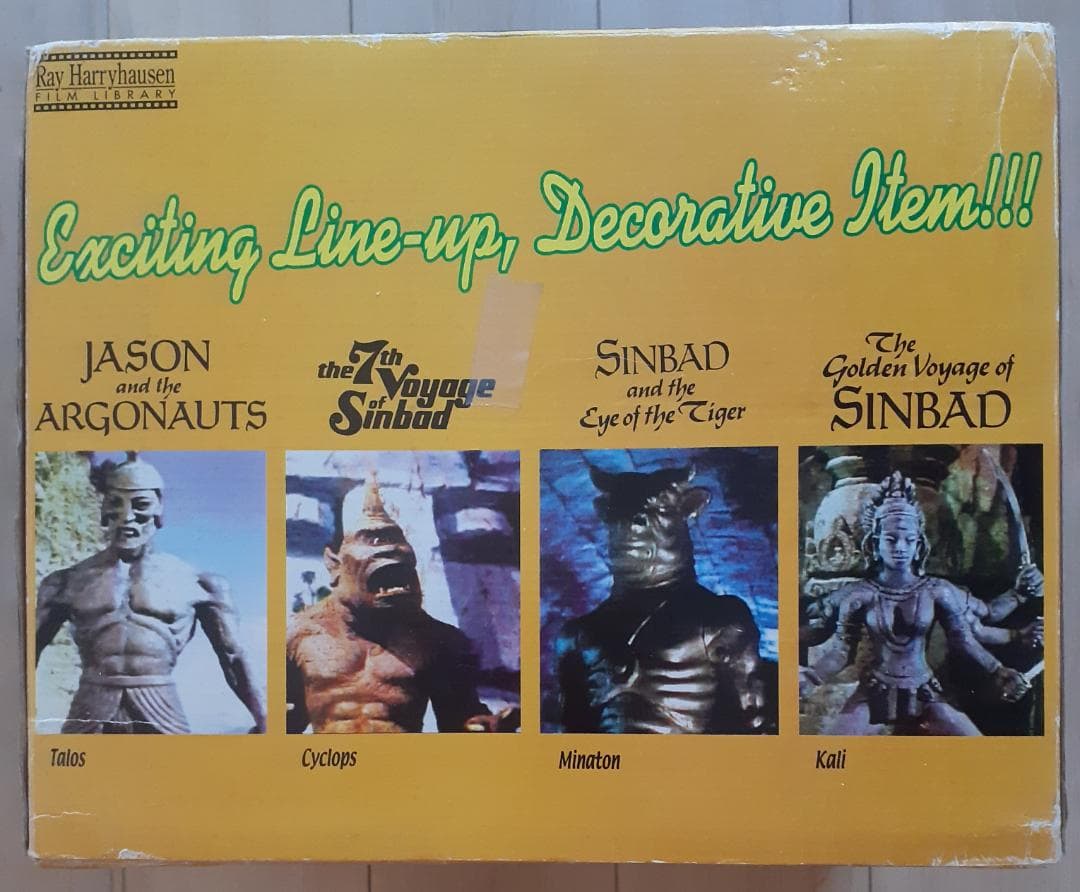 Ray Harryhausen
FILM LIBRARY
Exciting Line-up, Decorative Item!!!
JASON
and the
ARGONAUTS
the 7th
Voyage
of
Sinbad
SINBAD
and the
Eye of the Tiger
The
Golden Voyage of
SINBAD
Talos
Cyclops
Minaton
Kali